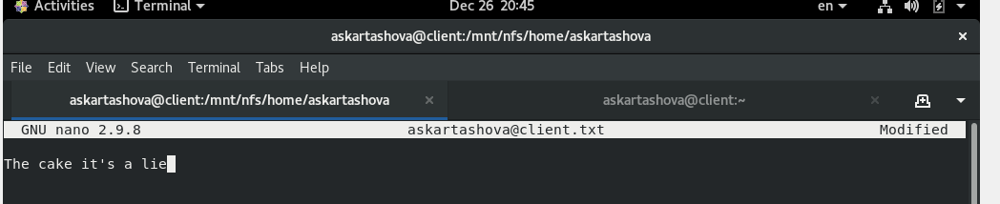 Activities Terminal Dec 26 20:45 en
askartashova@client:/mnt/nfs/home/askartashova ×
File Edit View Search Terminal Tabs Help
askartashova@client:/mnt/nfs/home/askartashova × askartashova@client:~ ×
GNU nano 2.9.8 askartashova@client.txt Modified
The cake it's a lie